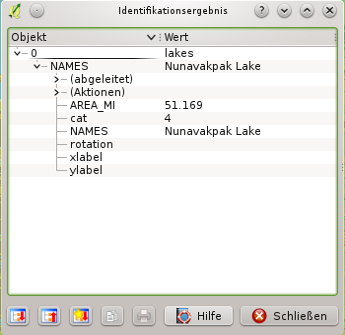 Identifikationsergebnis
Objekt Wert
0 lakes
NAMES Nunavakpak Lake
(abgeleitet)
(Aktionen)
AREA_MI 51.169
cat 4
NAMES Nunavakpak Lake
rotation
xlabel
ylabel
Hilfe Schließen